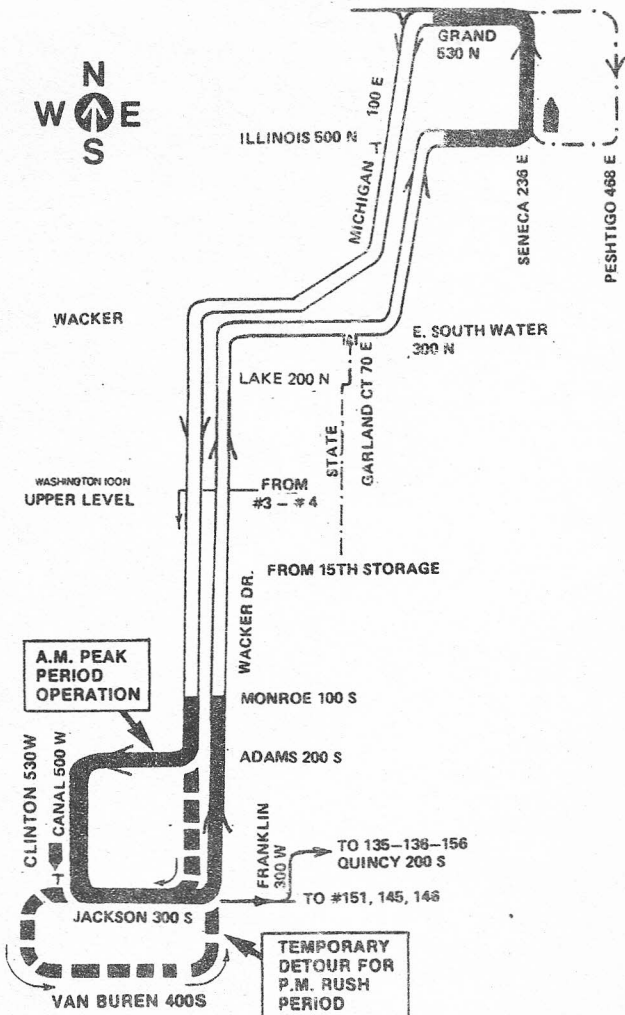 GRAND
530 N
N
W E
S
100 E
ILLINOIS 500 N
MICHIGAN
SENECA 236 E
PESHTIGO 468 E
WACKER
E. SOUTH WATER
300 N
LAKE 200 N
GARLAND CT 70 E
STATE
WASHINGTON 100N
UPPER LEVEL
FROM
#3 – #4
FROM 15TH STORAGE
WACKER DR.
A.M. PEAK
PERIOD
OPERATION
MONROE 100 S
ADAMS 200 S
CLINTON 530 W
CANAL 500 W
FRANKLIN
300 W
TO 135–136–156
QUINCY 200 S
TO #151, 145, 146
JACKSON 300 S
TEMPORARY
DETOUR FOR
P.M. RUSH
PERIOD
VAN BUREN 400S